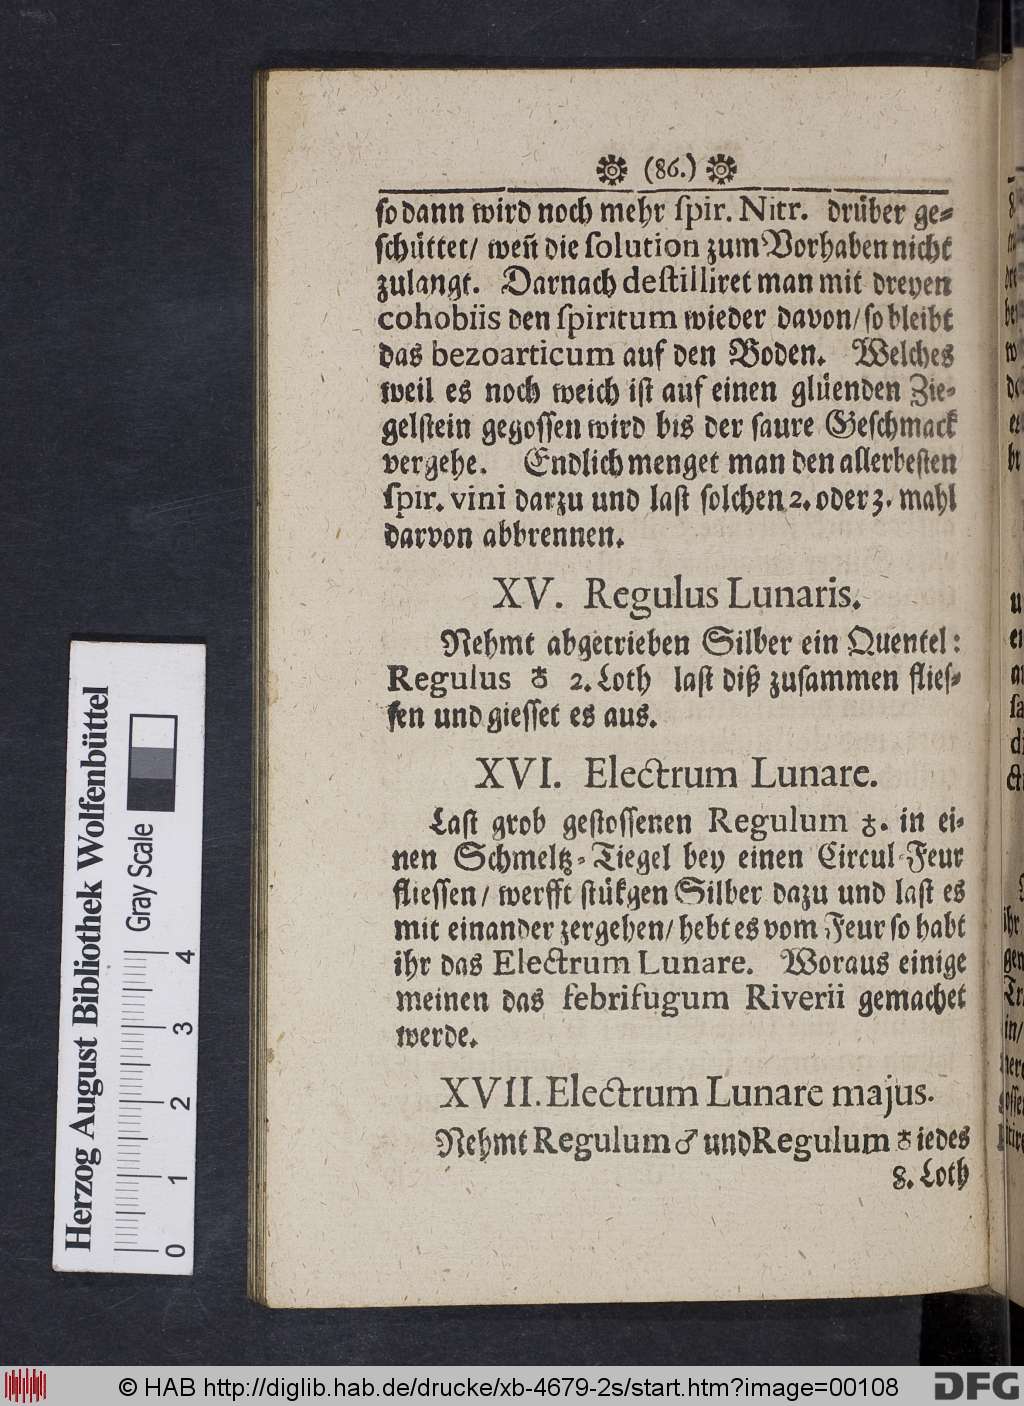 (86.)
so dann wird noch mehr spir. Nitr. drüber ge-
schüttet/ wen̄ die solution zum Vorhaben nicht
zulangt. Darnach destilliret man mit dreyen
cohobiis den spiritum wieder davon/ so bleibt
das bezoarticum auf den Boden. Welches
weil es noch weich ist auf einen glüenden Zie-
gelstein gegossen wird bis der saure Geschmack
vergehe. Endlich menget man den allerbesten
spir. vini darzu und last solchen 2. oder 3. mahl
darvon abbrennen.
XV. Regulus Lunaris.
Nehmt abgetrieben Silber ein Quentel:
Regulus ♁ 2. Loth last diß zusammen flies-
sen und giesset es aus.
XVI. Electrum Lunare.
Last grob gestossenen Regulum ♁. in ei-
nen Schmeltz-Tiegel bey einen Circul-Feur
fliessen/ werfft stükgen Silber dazu und last es
mit einander zergehen/ hebt es vom Feur so habt
ihr das Electrum Lunare. Woraus einige
meinen das febrifugum Riverii gemachet
werde.
XVII. Electrum Lunare majus.
Nehmt Regulum ♂ und Regulum ♁ iedes
8. Loth
Herzog August Bibliothek Wolfenbüttel
Gray Scale
0 1 2 3 4
© HAB http://diglib.hab.de/drucke/xb-4679-2s/start.htm?image=00108
DFG